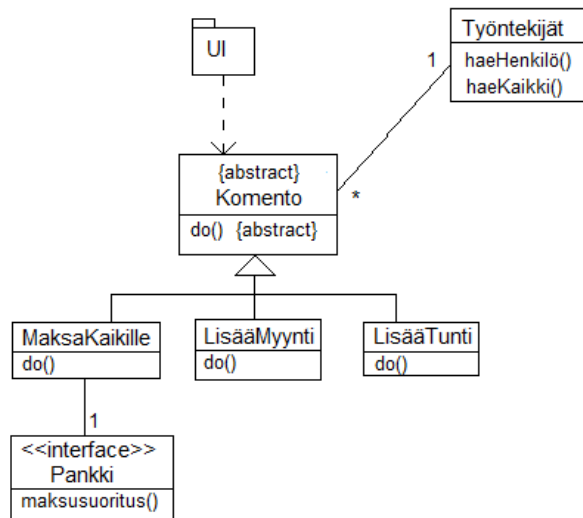 UI
Työntekijät
haeHenkilö()
haeKaikki()
1
*
{abstract}
Komento
do() {abstract}
MaksaKaikille
do()
LisääMyynti
do()
LisääTunti
do()
1
<<interface>>
Pankki
maksusuoritus()